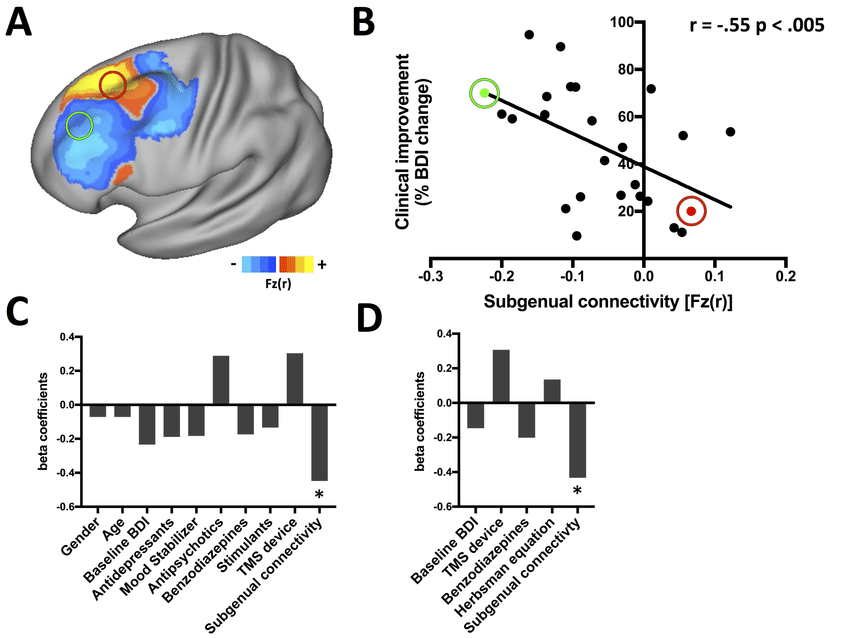 A
- +
Fz(r)
B
r = -.55 p < .005
Clinical improvement
(% BDI change)
100
80
60
40
20
-0.3 -0.2 -0.1 0.0 0.1 0.2
Subgenual connectivity [Fz(r)]
C
beta coefficients
0.4
0.2
0.0
-0.2
-0.4
-0.6
*
Gender
Age
Baseline BDI
Antidepressants
Mood Stabilizer
Antipsychotics
Benzodiazepines
Stimulants
TMS device
Subgenual connectivity
D
beta coefficients
0.4
0.2
0.0
-0.2
-0.4
-0.6
*
Baseline BDI
TMS device
Benzodiazepines
Herbsman equation
Subgenual connectivity